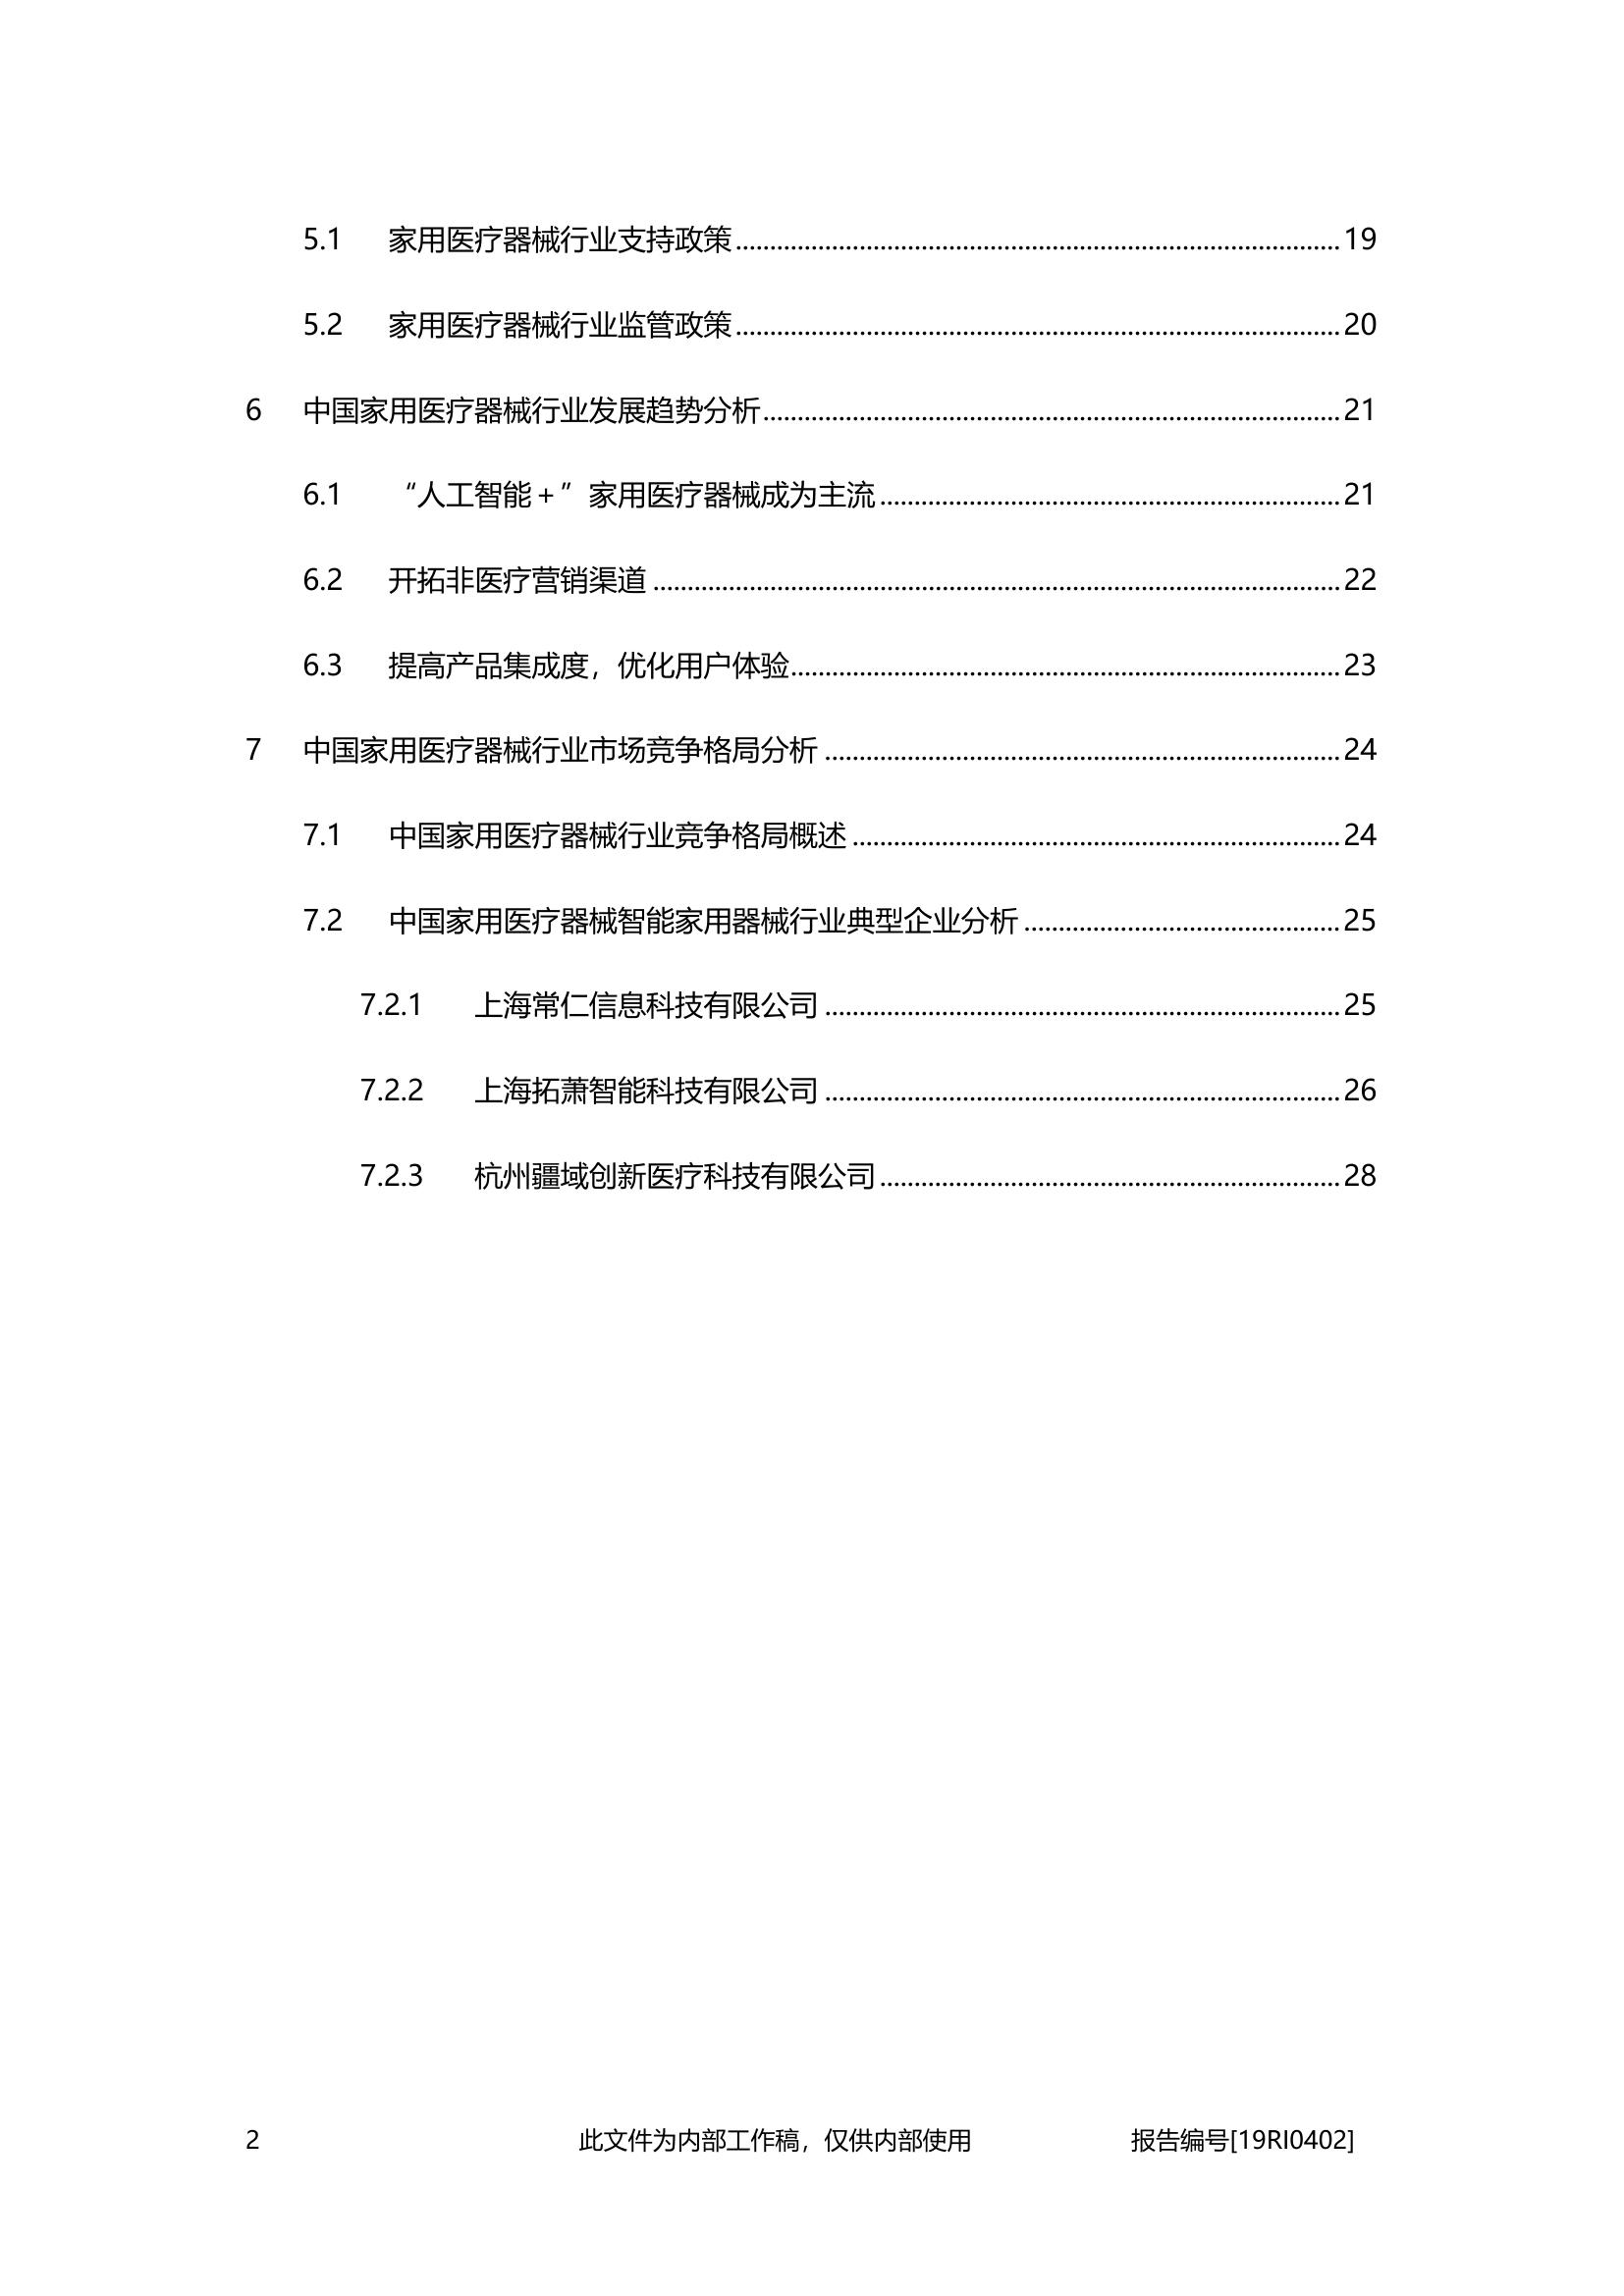 5.1 家用医疗器械行业支持政策........................................................................................19
5.2 家用医疗器械行业监管政策........................................................................................20
6 中国家用医疗器械行业发展趋势分析....................................................................................21
6.1 “人工智能+”家用医疗器械成为主流...................................................................21
6.2 开拓非医疗营销渠道....................................................................................................22
6.3 提高产品集成度，优化用户体验................................................................................23
7 中国家用医疗器械行业市场竞争格局分析...........................................................................24
7.1 中国家用医疗器械行业竞争格局概述.......................................................................24
7.2 中国家用医疗器械智能家用器械行业典型企业分析..............................................25
7.2.1 上海常仁信息科技有限公司...........................................................................25
7.2.2 上海拓萧智能科技有限公司...........................................................................26
7.2.3 杭州疆域创新医疗科技有限公司...................................................................28
2 此文件为内部工作稿，仅供内部使用 报告编号[19RI0402]